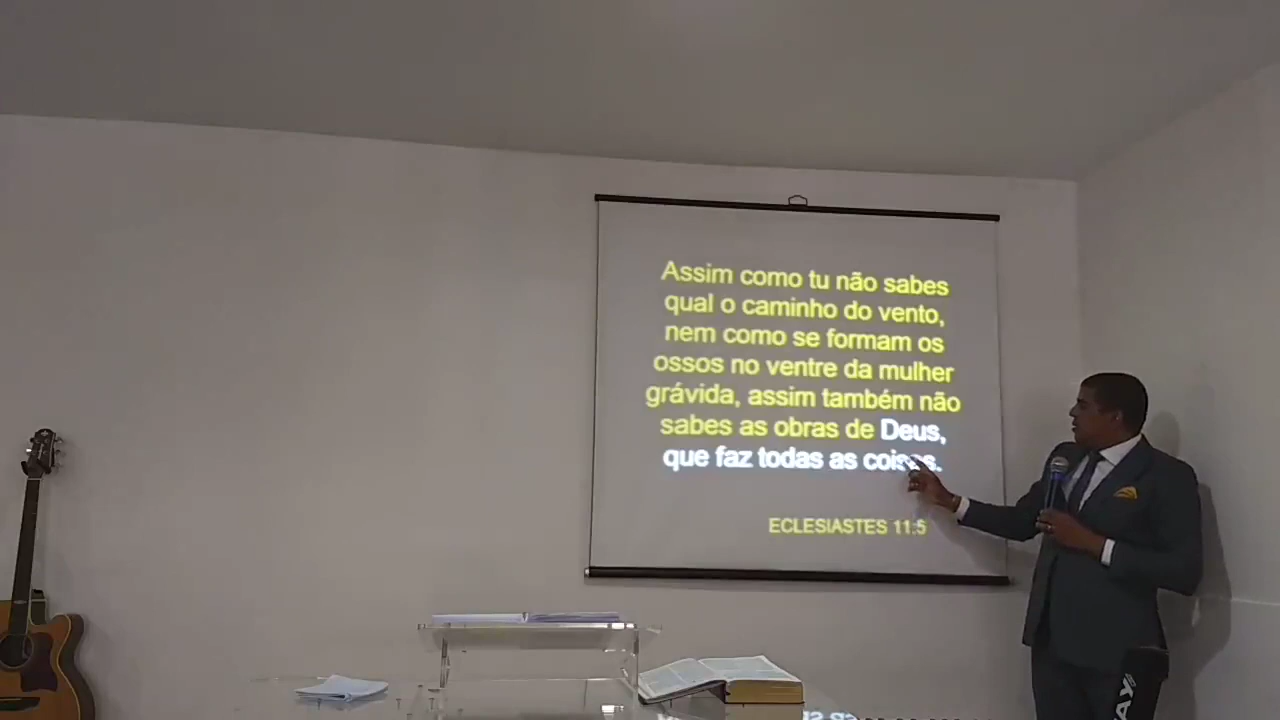 Assim como tu não sabes
qual o caminho do vento,
nem como se formam os
ossos no ventre da mulher
grávida, assim também não
sabes as obras de Deus,
que faz todas as coisas.
ECLESIASTES 11:5